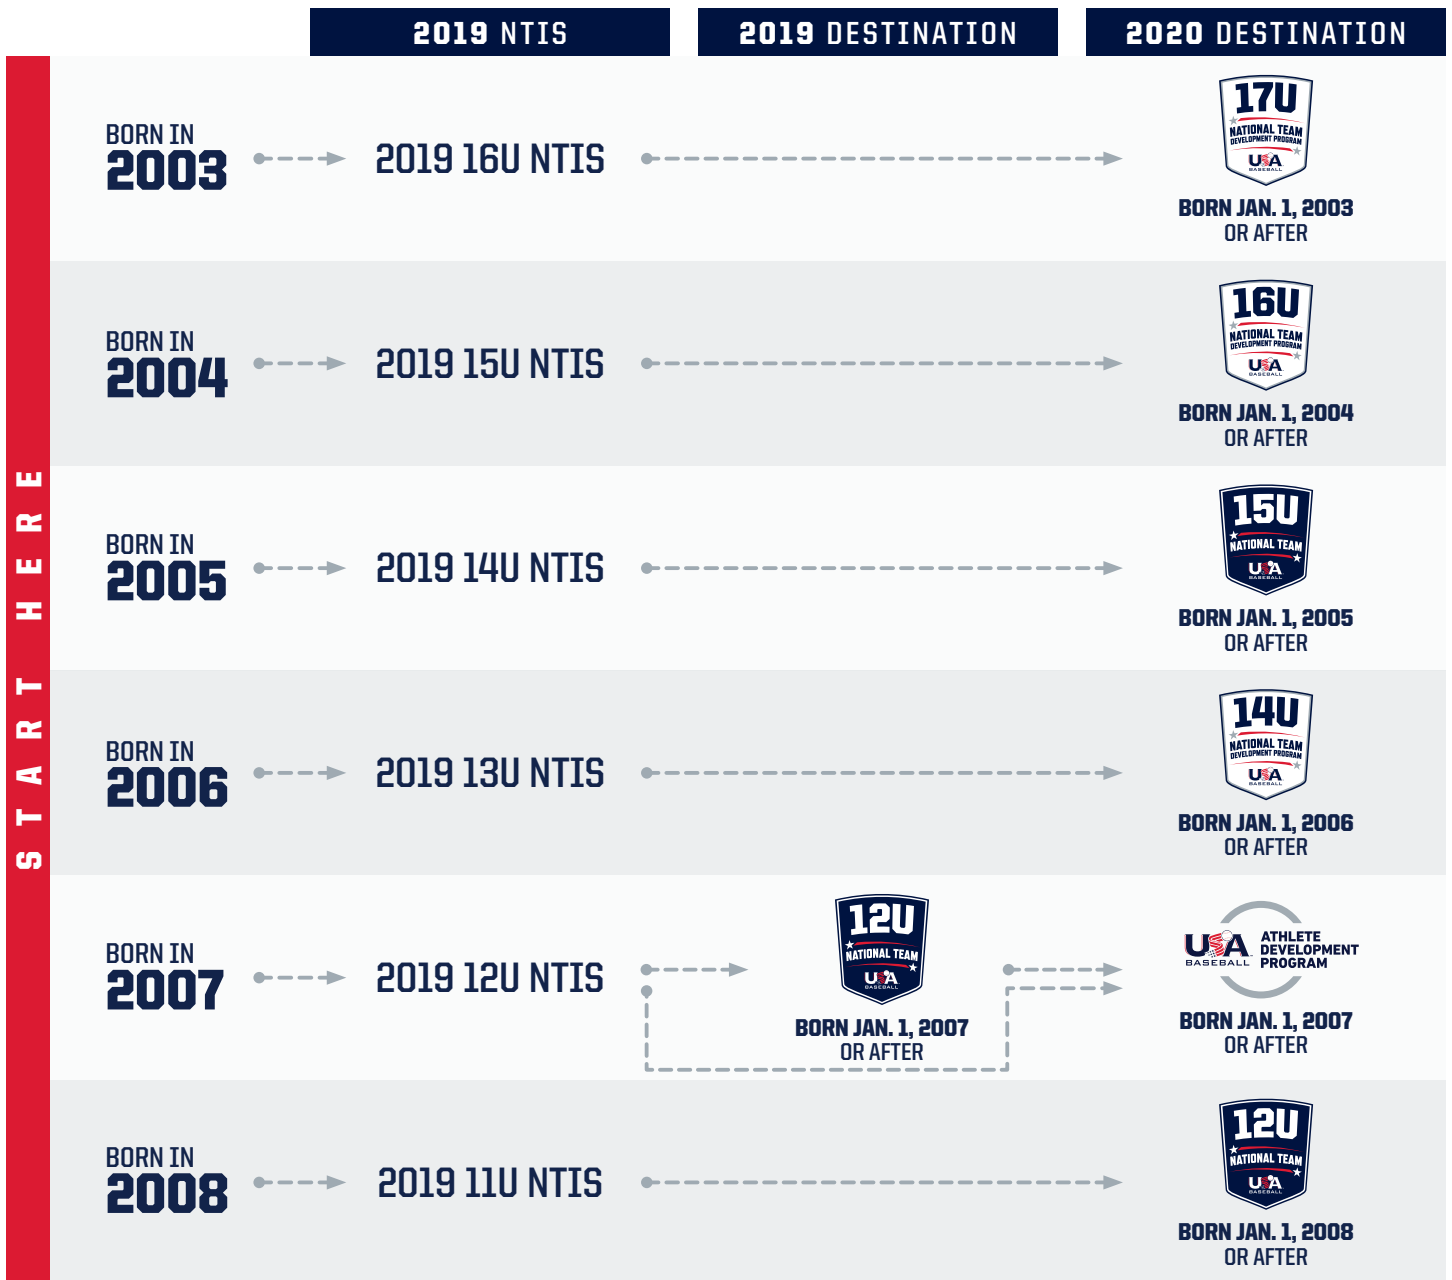 2019 NTIS
2019 DESTINATION
2020 DESTINATION
START HERE
BORN IN
2003
2019 16U NTIS
17U
NATIONAL TEAM
DEVELOPMENT PROGRAM
USA
BASEBALL
BORN JAN. 1, 2003
OR AFTER
BORN IN
2004
2019 15U NTIS
16U
NATIONAL TEAM
DEVELOPMENT PROGRAM
USA
BASEBALL
BORN JAN. 1, 2004
OR AFTER
BORN IN
2005
2019 14U NTIS
15U
NATIONAL TEAM
USA
BASEBALL
BORN JAN. 1, 2005
OR AFTER
BORN IN
2006
2019 13U NTIS
14U
NATIONAL TEAM
DEVELOPMENT PROGRAM
USA
BASEBALL
BORN JAN. 1, 2006
OR AFTER
BORN IN
2007
2019 12U NTIS
12U
NATIONAL TEAM
USA
BASEBALL
BORN JAN. 1, 2007
OR AFTER
USA
BASEBALL
ATHLETE
DEVELOPMENT
PROGRAM
BORN JAN. 1, 2007
OR AFTER
BORN IN
2008
2019 11U NTIS
12U
NATIONAL TEAM
USA
BASEBALL
BORN JAN. 1, 2008
OR AFTER